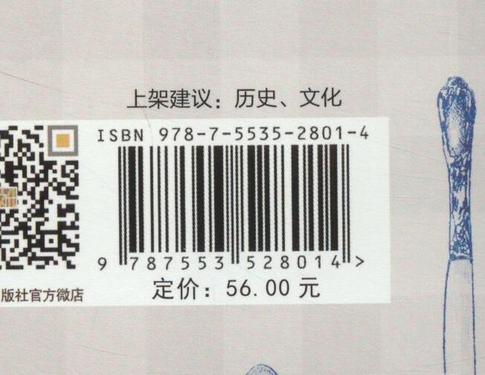 上架建议：历史、文化
ISBN 978-7-5535-2801-4
9 787553 528014 >
定价：56.00 元
版社官方微店